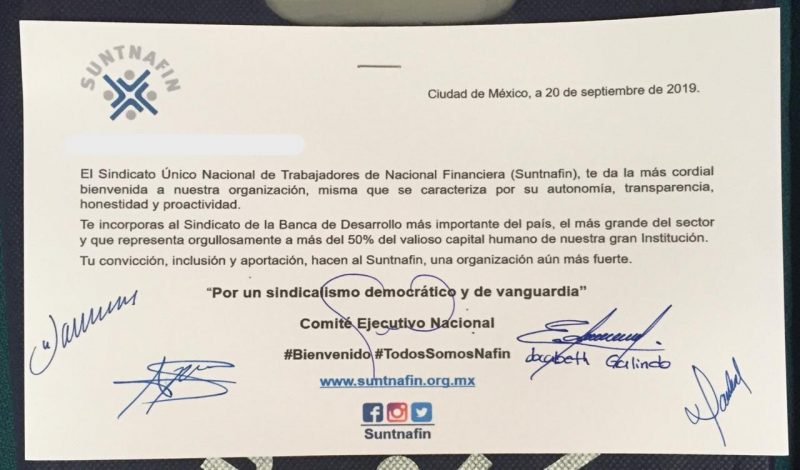 SUNTNAFIN
Ciudad de México, a 20 de septiembre de 2019.
El Sindicato Único Nacional de Trabajadores de Nacional Financiera (Suntnafin), te da la más cordial
bienvenida a nuestra organización, misma que se caracteriza por su autonomía, transparencia,
honestidad y proactividad.
Te incorporas al Sindicato de la Banca de Desarrollo más importante del país, el más grande del sector
y que representa orgullosamente a más del 50% del valioso capital humano de nuestra gran Institución.
Tu convicción, inclusión y aportación, hacen al Suntnafin, una organización aún más fuerte.
“Por un sindicalismo democrático y de vanguardia”
Comité Ejecutivo Nacional
#Bienvenido #TodosSomosNafin
Galindo
www.suntnafin.org.mx
Suntnafin